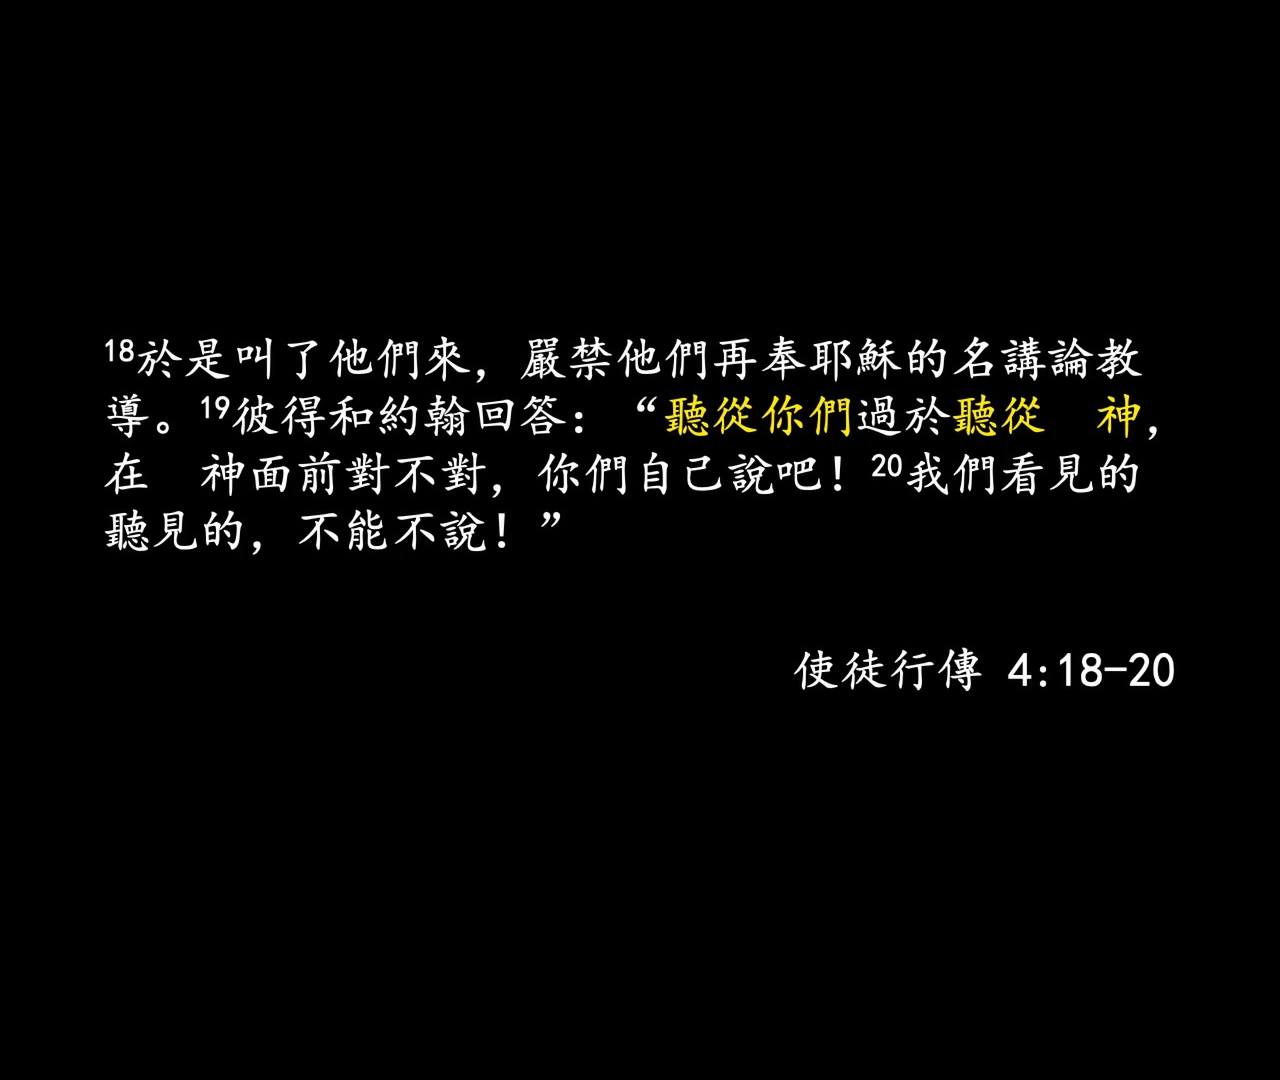 18於是叫了他們來，嚴禁他們再奉耶穌的名講論教
導。19彼得和約翰回答：“聽從你們過於聽從　神，
在　神面前對不對，你們自己說吧！20我們看見的
聽見的，不能不說！”
使徒行傳 4:18-20